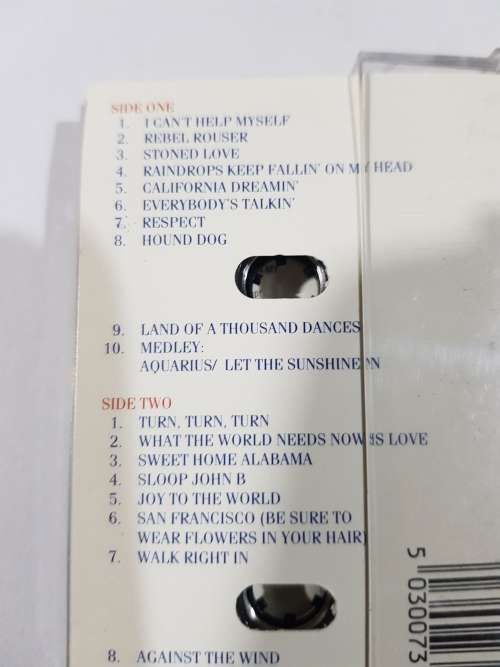 SIDE ONE
1. I CAN'T HELP MYSELF
2. REBEL ROUSER
3. STONED LOVE
4. RAINDROPS KEEP FALLIN' ON MY HEAD
5. CALIFORNIA DREAMIN'
6. EVERYBODY'S TALKIN'
7. RESPECT
8. HOUND DOG
9. LAND OF A THOUSAND DANCES
10. MEDLEY:
AQUARIUS/ LET THE SUNSHINE IN
SIDE TWO
1. TURN, TURN, TURN
2. WHAT THE WORLD NEEDS NOW IS LOVE
3. SWEET HOME ALABAMA
4. SLOOP JOHN B
5. JOY TO THE WORLD
6. SAN FRANCISCO (BE SURE TO
WEAR FLOWERS IN YOUR HAIR)
7. WALK RIGHT IN
8. AGAINST THE WIND
5 030073